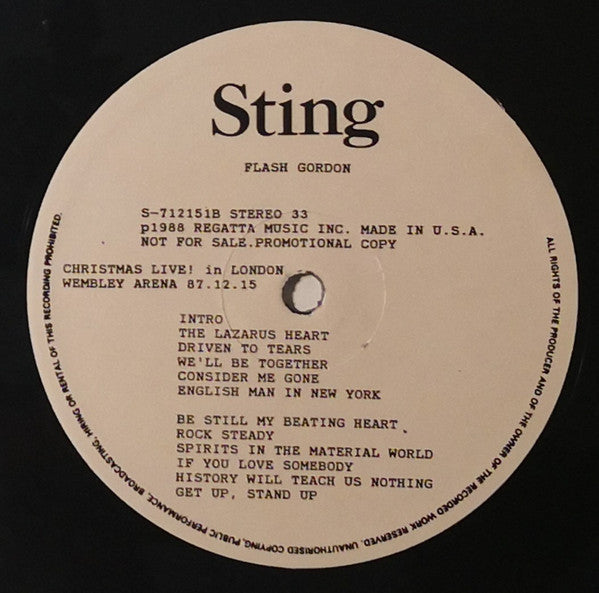 Sting
FLASH GORDON
S-712151B STEREO 33
p1988 REGATTA MUSIC INC. MADE IN U.S.A.
NOT FOR SALE.PROMOTIONAL COPY
CHRISTMAS LIVE! in LONDON
WEMBLEY ARENA 87.12.15
INTRO
THE LAZARUS HEART
DRIVEN TO TEARS
WE'LL BE TOGETHER
CONSIDER ME GONE
ENGLISH MAN IN NEW YORK
BE STILL MY BEATING HEART
ROCK STEADY
SPIRITS IN THE MATERIAL WORLD
IF YOU LOVE SOMEBODY
HISTORY WILL TEACH US NOTHING
GET UP, STAND UP
ALL RIGHTS OF THE PRODUCER AND OF THE OWNER OF THE RECORDED WORK RESERVED. UNAUTHORISED COPYING, PUBLIC PERFORMANCE, BROADCASTING, HIRING OR RENTAL OF THIS RECORDING PROHIBITED.